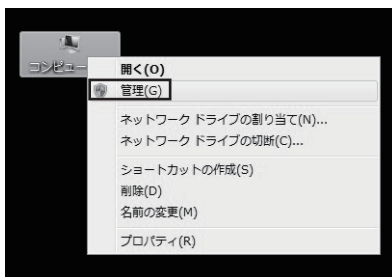 コンピュー
開く(O)
管理(G)
ネットワーク ドライブの割り当て(N)...
ネットワーク ドライブの切断(C)...
ショートカットの作成(S)
削除(D)
名前の変更(M)
プロパティ(R)